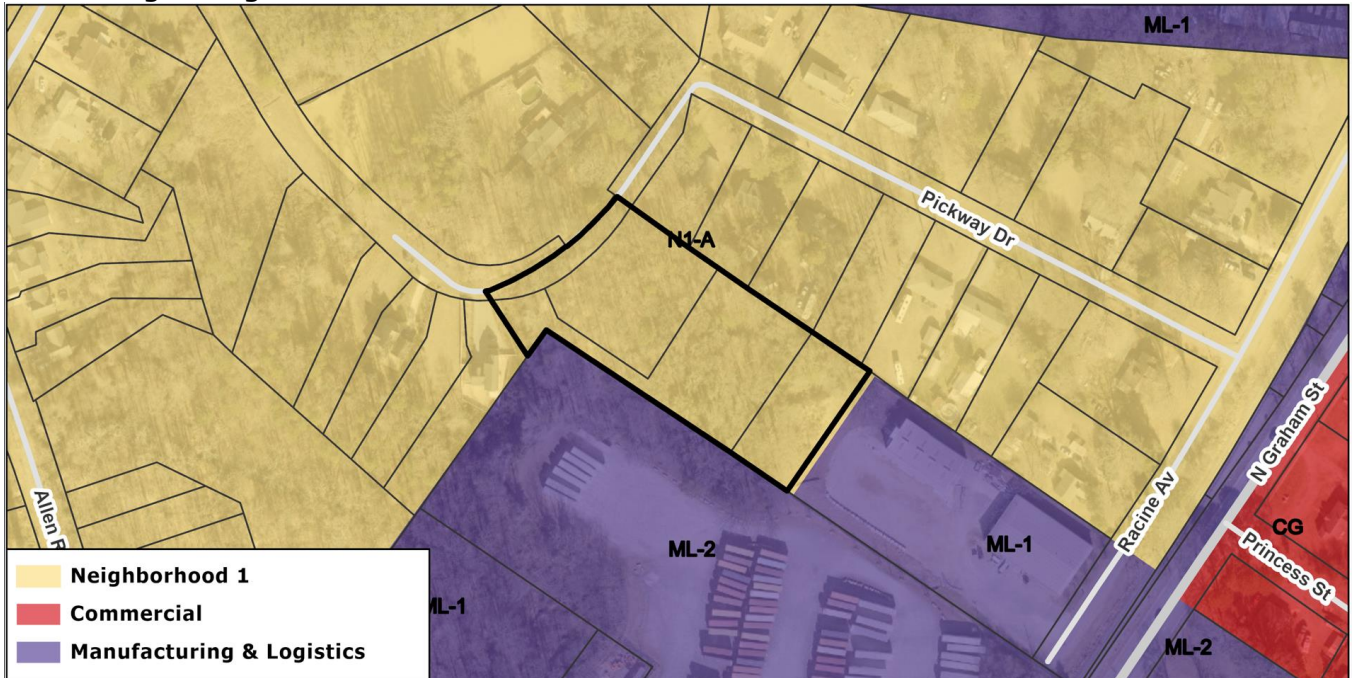 ML-1
Pickway Dr
N1-A
N Graham St
Allen
CG
Racine Av
ML-2
ML-1
Princess St
Neighborhood 1
Commercial
Manufacturing & Logistics
ML-1
ML-2